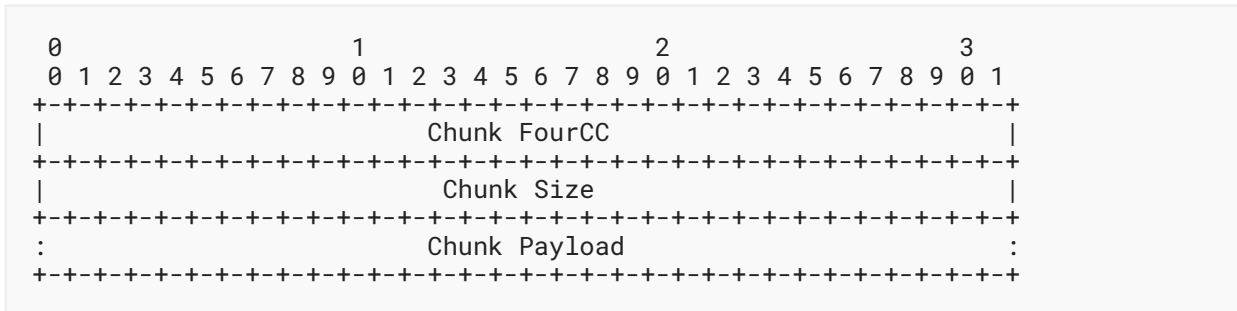 0                   1                   2                   3
 0 1 2 3 4 5 6 7 8 9 0 1 2 3 4 5 6 7 8 9 0 1 2 3 4 5 6 7 8 9 0 1
+-+-+-+-+-+-+-+-+-+-+-+-+-+-+-+-+-+-+-+-+-+-+-+-+-+-+-+-+-+-+-+-+
|                         Chunk FourCC                          |
+-+-+-+-+-+-+-+-+-+-+-+-+-+-+-+-+-+-+-+-+-+-+-+-+-+-+-+-+-+-+-+-+
|                          Chunk Size                           |
+-+-+-+-+-+-+-+-+-+-+-+-+-+-+-+-+-+-+-+-+-+-+-+-+-+-+-+-+-+-+-+-+
:                         Chunk Payload                         :
+-+-+-+-+-+-+-+-+-+-+-+-+-+-+-+-+-+-+-+-+-+-+-+-+-+-+-+-+-+-+-+-+